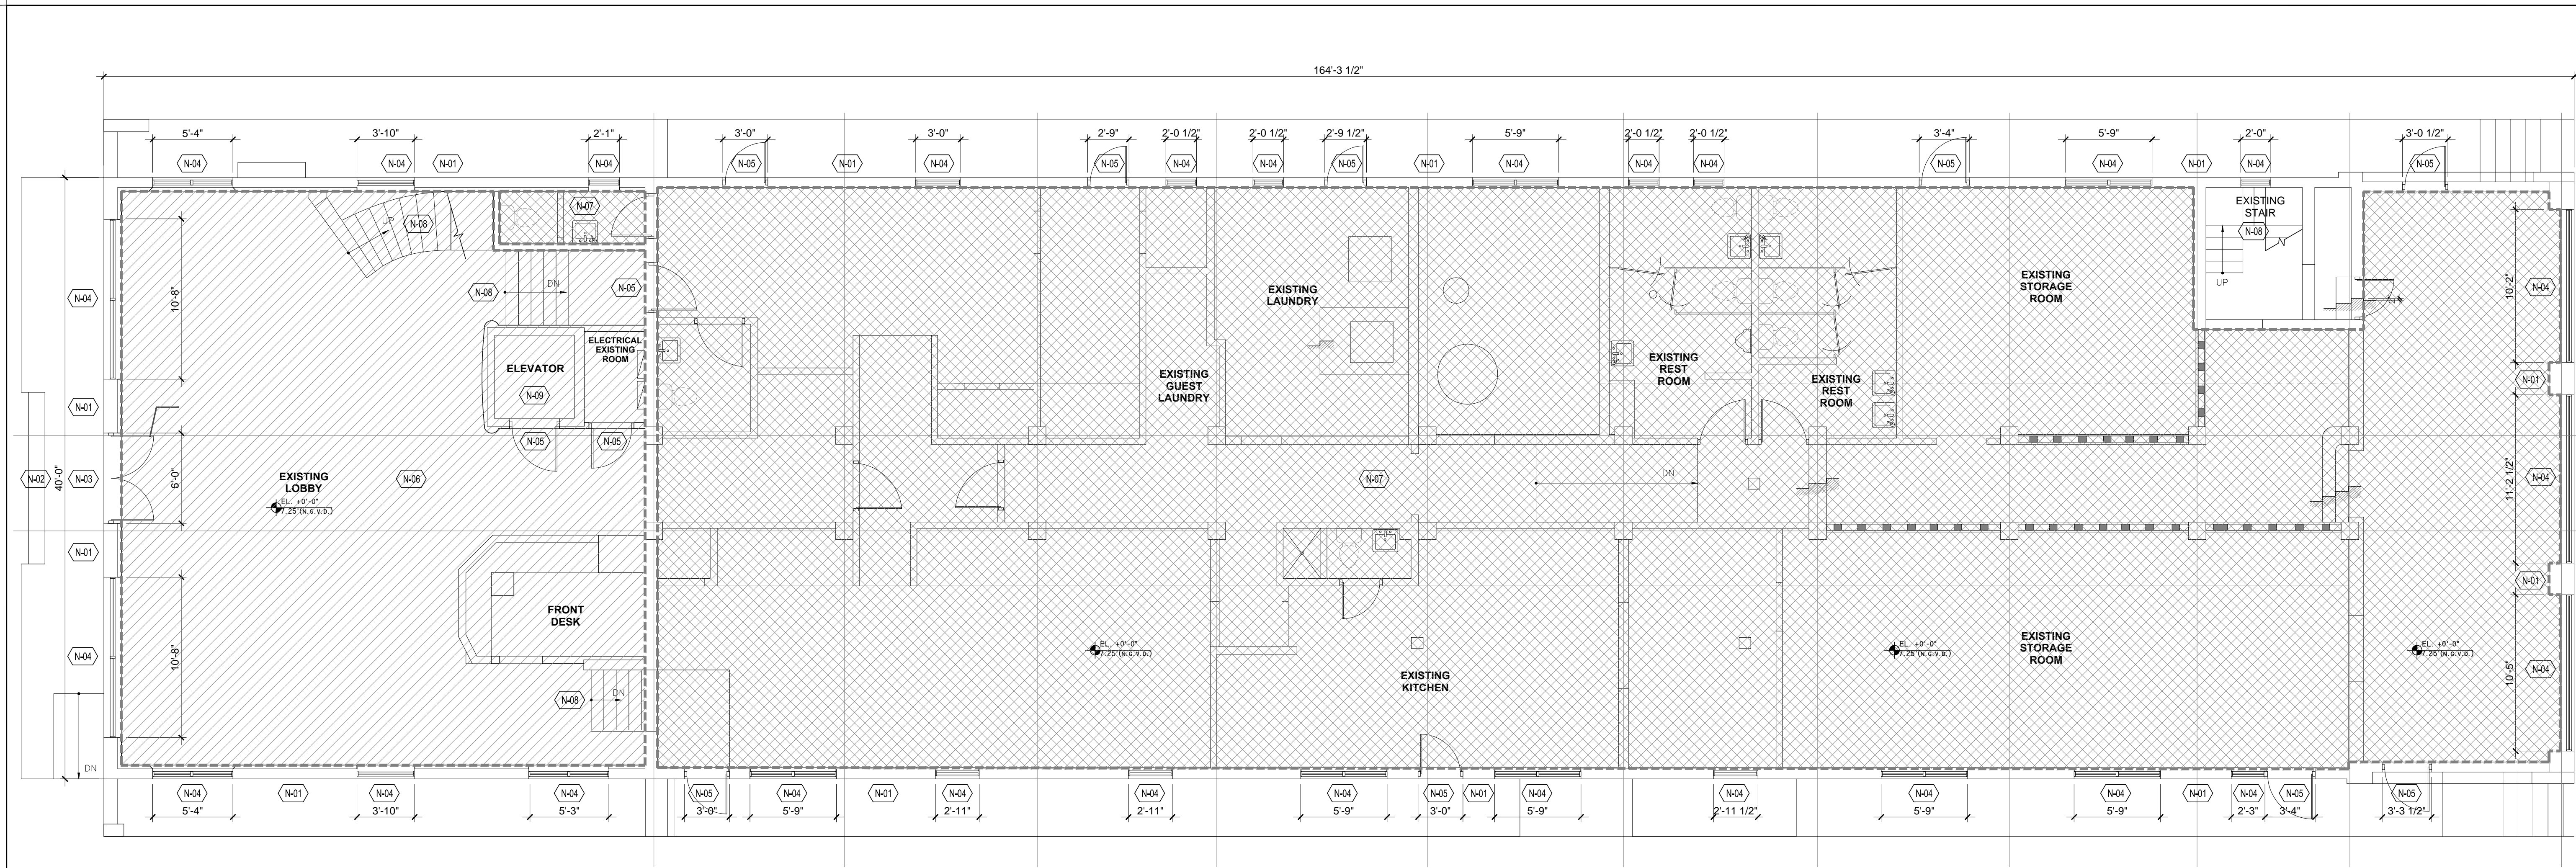 164'-3 1/2"
5'-4"
3'-10"
2'-1"
3'-0"
3'-0"
2'-9"
2'-0 1/2"
2'-0 1/2"
2'-9 1/2"
5'-9"
2'-0 1/2"
2'-0 1/2"
3'-4"
5'-9"
2'-0"
3'-0 1/2"
N-04
N-04
N-01
N-04
N-05
N-01
N-04
N-05
N-04
N-04
N-05
N-01
N-04
N-04
N-04
N-05
N-04
N-01
N-04
N-05
UP
N-08
N-07
EXISTING
STAIR
N-08
UP
N-04
10'-8"
N-08
DN
N-05
EXISTING
LAUNDRY
EXISTING
STORAGE
ROOM
10'-2"
N-04
ELEVATOR
N-09
ELECTRICAL
EXISTING
ROOM
EXISTING
GUEST
LAUNDRY
EXISTING
REST
ROOM
EXISTING
REST
ROOM
N-01
N-01
N-05
N-05
N-02
40'-0"
N-03
6'-0"
EXISTING
LOBBY
N-06
EL. +0'-0"
7.25'(N.G.V.D.)
N-07
DN
11'-2 1/2"
N-04
N-01
N-01
FRONT
DESK
N-04
10'-8"
EL. +0'-0"
7.25'(N.G.V.D.)
EL. +0'-0"
7.25'(N.G.V.D.)
EXISTING
STORAGE
ROOM
EL. +0'-0"
7.25'(N.G.V.D.)
10'-5"
N-04
EXISTING
KITCHEN
N-08
DN
DN
N-04
N-01
N-04
N-04
N-05
N-04
N-01
N-04
N-04
N-04
N-05
N-01
N-04
N-04
N-04
N-04
N-01
N-04
N-05
N-05
5'-4"
3'-10"
5'-3"
3'-0"
5'-9"
2'-11"
2'-11"
5'-9"
3'-0"
5'-9"
2'-11 1/2"
5'-9"
5'-9"
2'-3"
3'-4"
3'-3 1/2"